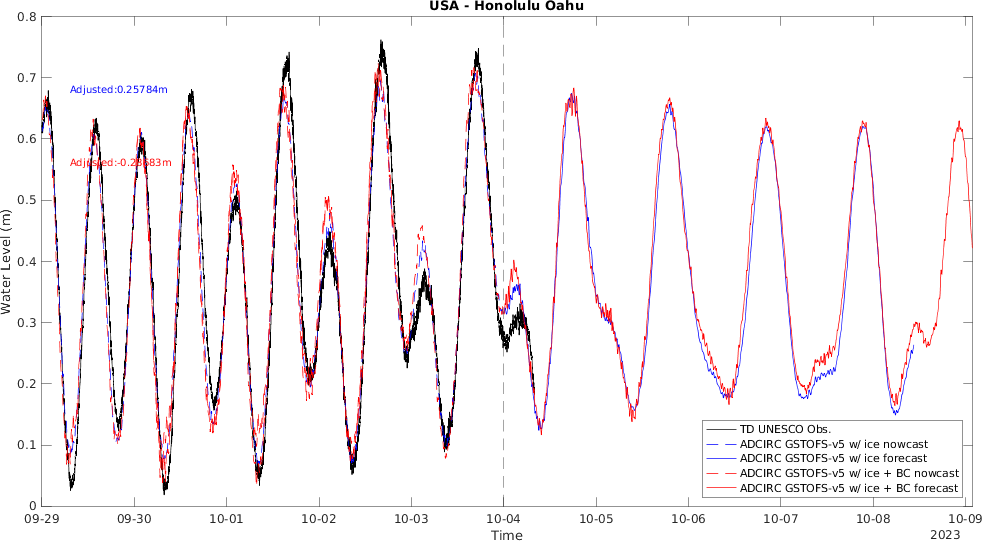 USA - Honolulu Oahu
0.8
0.7
0.6
0.5
0.4
0.3
0.2
0.1
0
Water Level (m)
Adjusted:0.25784m
TD UNESCO Obs.
ADCIRC GSTOFS-v5 w/ ice nowcast
ADCIRC GSTOFS-v5 w/ ice forecast
ADCIRC GSTOFS-v5 w/ ice + BC nowcast
ADCIRC GSTOFS-v5 w/ ice + BC forecast
09-29 09-30 10-01 10-02 10-03 10-04 10-05 10-06 10-07 10-08 10-09
Time
2023